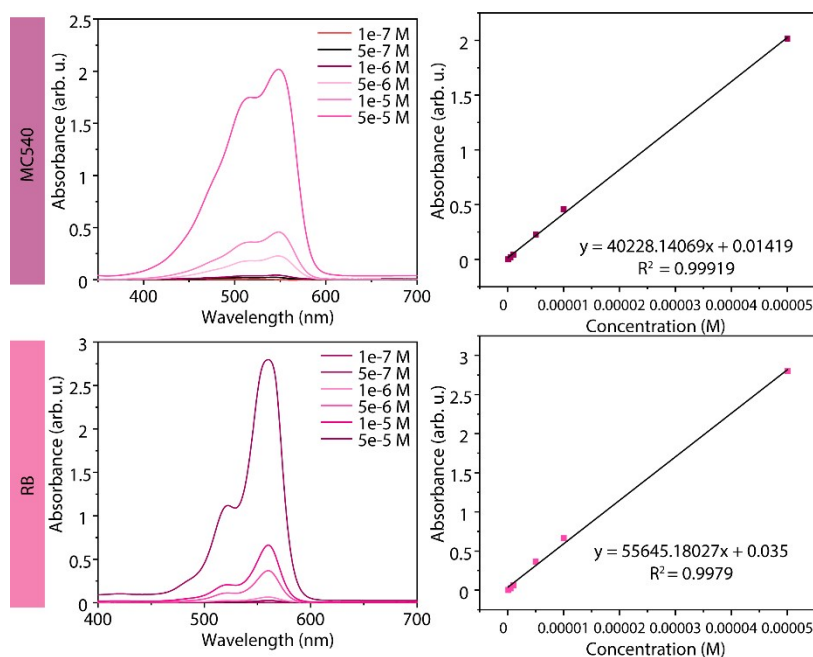 MC540
Absorbance (arb. u.)
2.5
2
1.5
1
0.5
0
1e-7 M
5e-7 M
1e-6 M
5e-6 M
1e-5 M
5e-5 M
400
500
600
700
Wavelength (nm)
Absorbance (arb. u.)
2
1.5
1
0.5
0
y = 40228.14069x + 0.01419
R² = 0.99919
0 0.00001 0.00002 0.00003 0.00004 0.00005
Concentration (M)
RB
Absorbance (arb. u.)
3
2.5
2
1.5
1
0.5
0
1e-7 M
5e-7 M
1e-6 M
5e-6 M
1e-5 M
5e-5 M
400
500
600
700
Wavelength (nm)
Absorbance (arb. u.)
3
2.5
2
1.5
1
0.5
0
y = 55645.18027x + 0.035
R² = 0.9979
0 0.00001 0.00002 0.00003 0.00004 0.00005
Concentration (M)